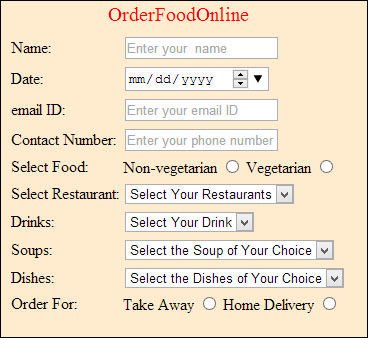 OrderFoodOnline
Name: Enter your name
Date: mm/dd/yyyy
email ID: Enter your email ID
Contact Number: Enter your phone number
Select Food: Non-vegetarian Vegetarian
Select Restaurant: Select Your Restaurants
Drinks: Select Your Drink
Soups: Select the Soup of Your Choice
Dishes: Select the Dishes of Your Choice
Order For: Take Away Home Delivery